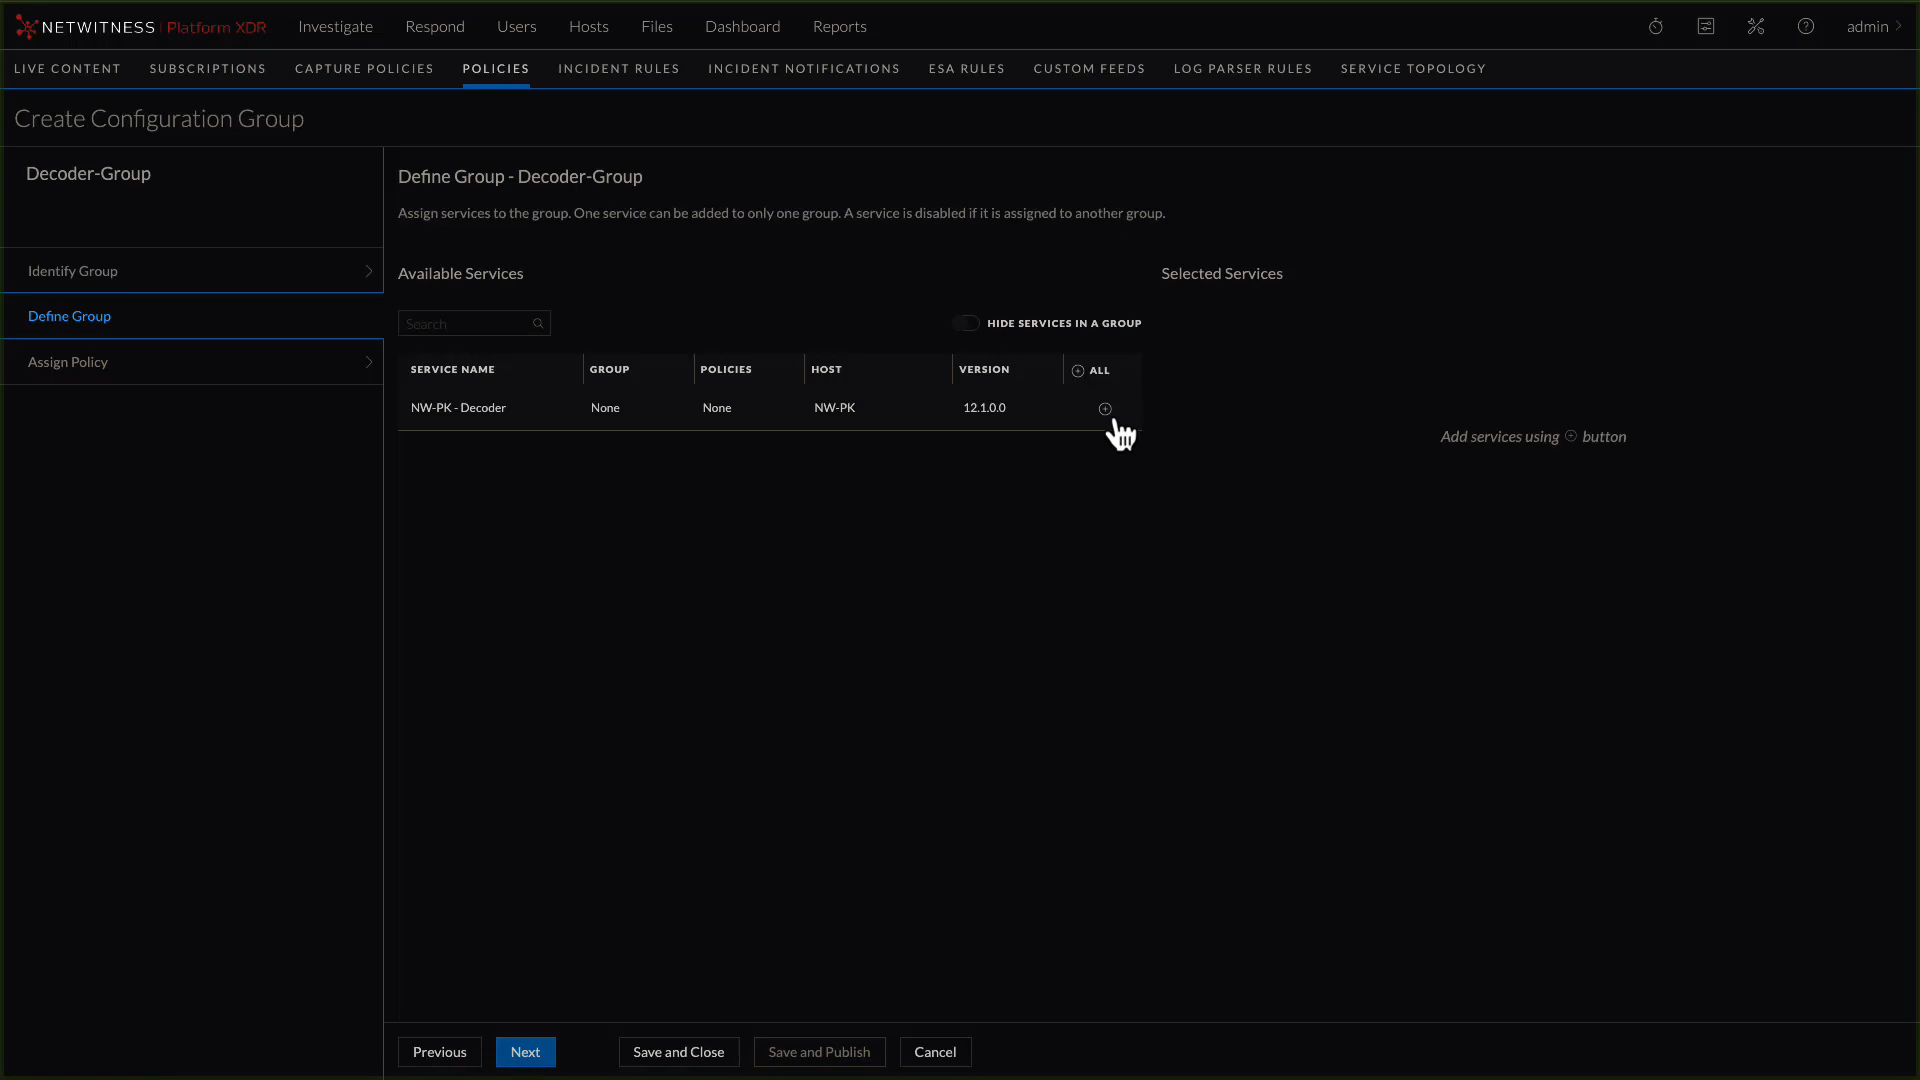 NETWITNESS Platform XDR Investigate Respond Users Hosts Files Dashboard Reports admin
LIVE CONTENT SUBSCRIPTIONS CAPTURE POLICIES POLICIES INCIDENT RULES INCIDENT NOTIFICATIONS ESA RULES CUSTOM FEEDS LOG PARSER RULES SERVICE TOPOLOGY
Create Configuration Group
Decoder-Group
Identify Group
Define Group
Assign Policy
Define Group - Decoder-Group
Assign services to the group. One service can be added to only one group. A service is disabled if it is assigned to another group.
Available Services
Search
HIDE SERVICES IN A GROUP
SERVICE NAME GROUP POLICIES HOST VERSION ALL
NW-PK - Decoder None None NW-PK 12.1.0.0
Selected Services
Add services using button
Previous Next Save and Close Save and Publish Cancel